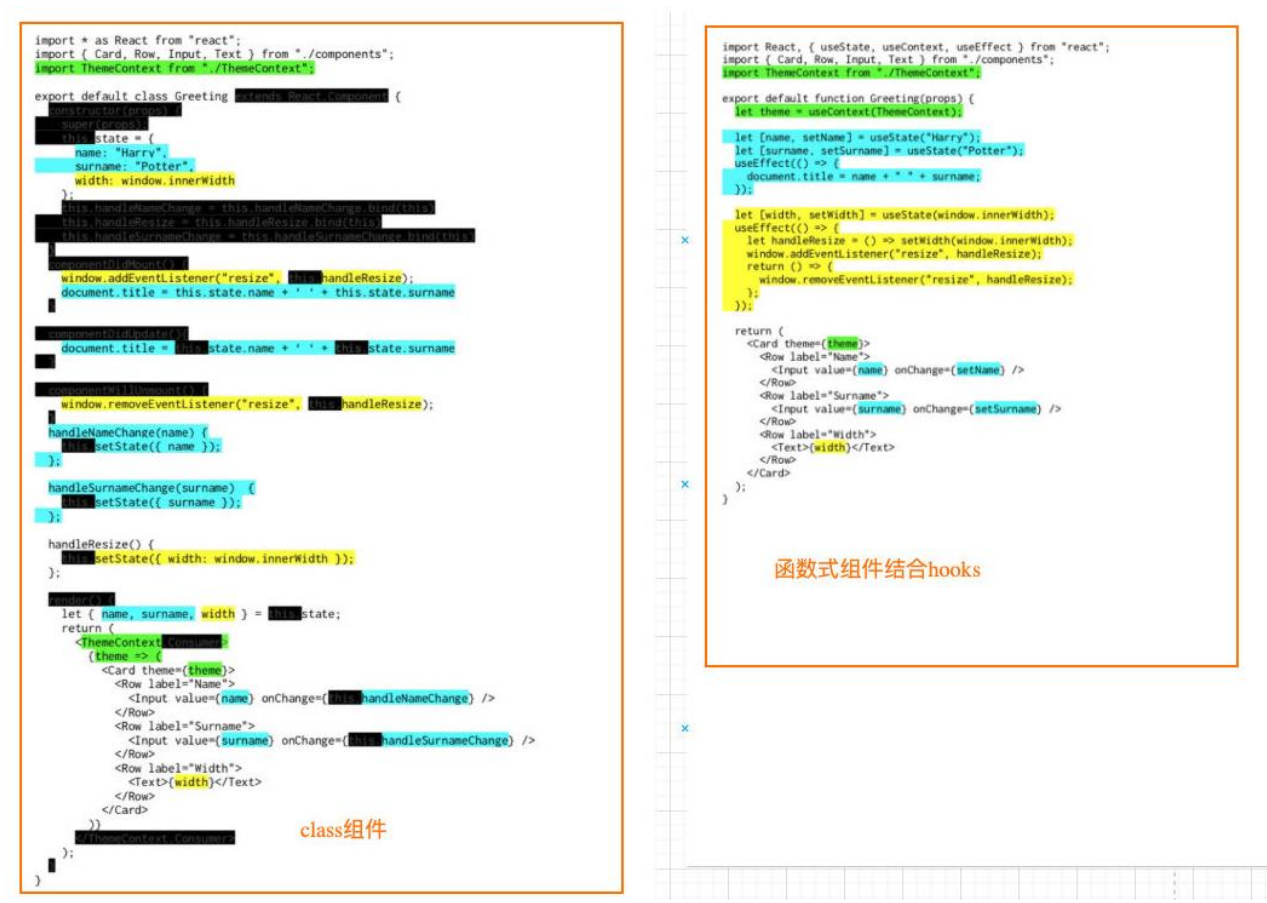 import * as React from "react";
import { Card, Row, Input, Text } from "./components";
import ThemeContext from "./ThemeContext";
export default class Greeting extends React.Component {
constructor(props) {
super(props);
this.state = {
name: "Harry",
surname: "Potter",
width: window.innerWidth
};
this.handleNameChange = this.handleNameChange.bind(this)
this.handleResize = this.handleResize.bind(this)
this.handleSurnameChange = this.handleSurnameChange.bind(this)
}
componentDidMount() {
window.addEventListener("resize", this.handleResize);
document.title = this.state.name + ' ' + this.state.surname
}
componentDidUpdate(){
document.title = this.state.name + ' ' + this.state.surname
}
componentWillUnmount() {
window.removeEventListener("resize", this.handleResize);
}
handleNameChange(name) {
this.setState({ name });
};
handleSurnameChange(surname) {
this.setState({ surname });
};
handleResize() {
this.setState({ width: window.innerWidth });
};
render() {
let { name, surname, width } = this.state;
return (
<ThemeContext.Consumer>
{theme => (
<Card theme={theme}>
<Row label="Name">
<Input value={name} onChange={this.handleNameChange} />
</Row>
<Row label="Surname">
<Input value={surname} onChange={this.handleSurnameChange} />
</Row>
<Row label="Width">
<Text>{width}</Text>
</Row>
</Card>
)}
</ThemeContext.Consumer>
);
}
}
class组件
import React, { useState, useContext, useEffect } from "react";
import { Card, Row, Input, Text } from "./components";
import ThemeContext from "./ThemeContext";
export default function Greeting(props) {
let theme = useContext(ThemeContext);
let [name, setName] = useState("Harry");
let [surname, setSurname] = useState("Potter");
useEffect(() => {
document.title = name + " " + surname;
});
let [width, setWidth] = useState(window.innerWidth);
useEffect(() => {
let handleResize = () => setWidth(window.innerWidth);
window.addEventListener("resize", handleResize);
return () => {
window.removeEventListener("resize", handleResize);
};
});
return (
<Card theme={theme}>
<Row label="Name">
<Input value={name} onChange={setName} />
</Row>
<Row label="Surname">
<Input value={surname} onChange={setSurname} />
</Row>
<Row label="Width">
<Text>{width}</Text>
</Row>
</Card>
);
}
函数式组件结合hooks